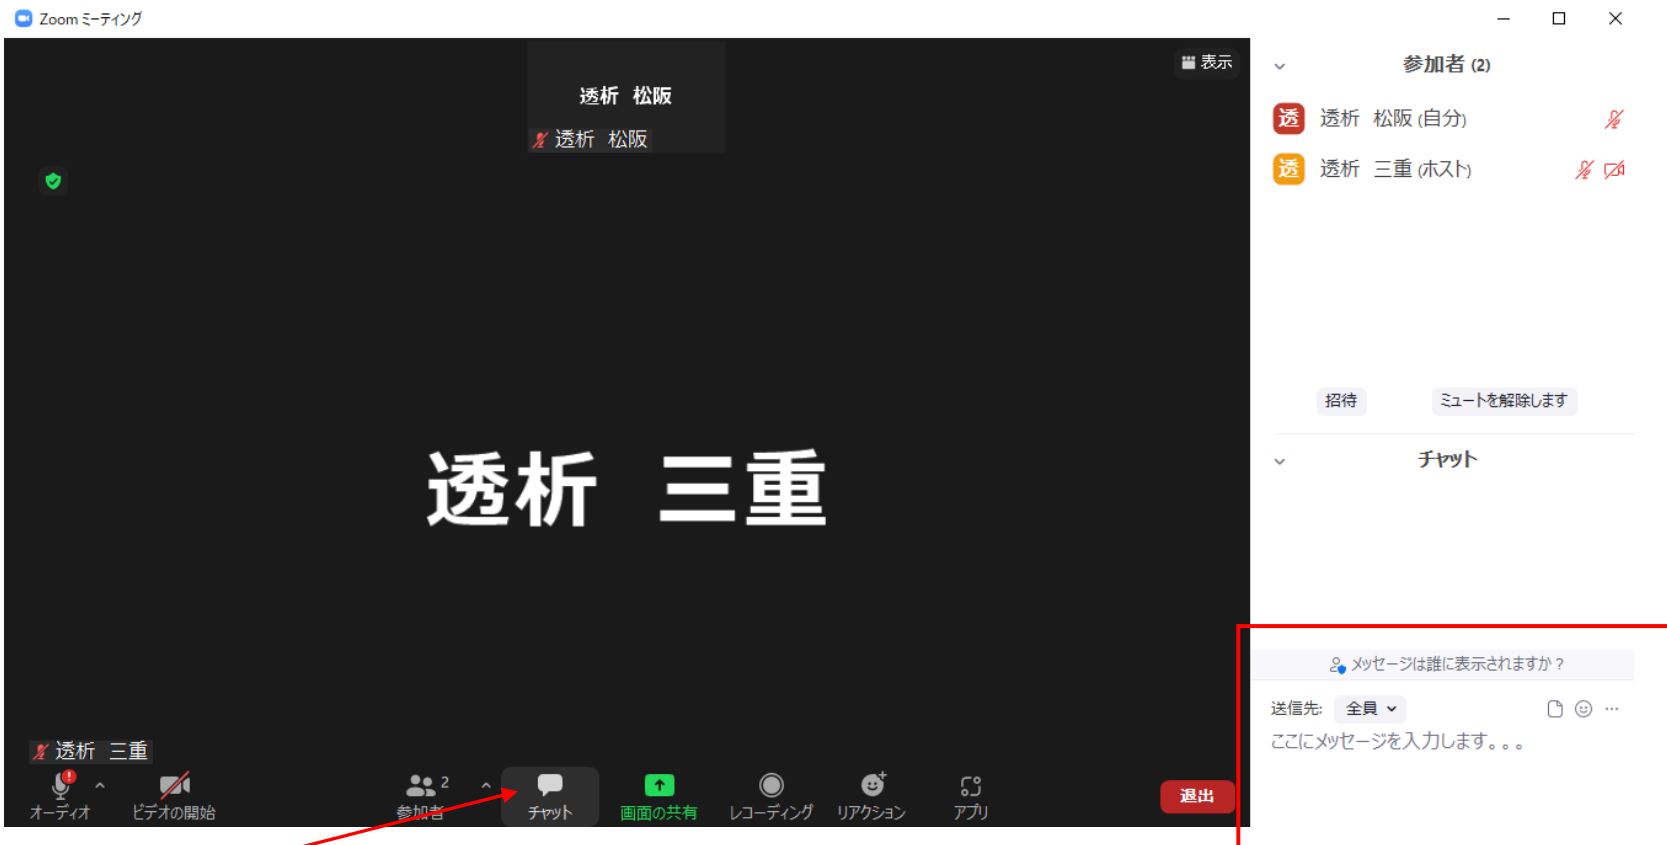 Zoom ミーティング
透析 松阪
透析 松阪
表示
透析 三重
透析 三重
オーディオ
ビデオの開始
2
参加者
チャット
画面の共有
レコーディング
リアクション
アプリ
退出
参加者 (2)
透 透析 松阪 (自分)
透 透析 三重 (ホスト)
招待
ミュートを解除します
チャット
メッセージは誰に表示されますか？
送信先: 全員
ここにメッセージを入力します。。。